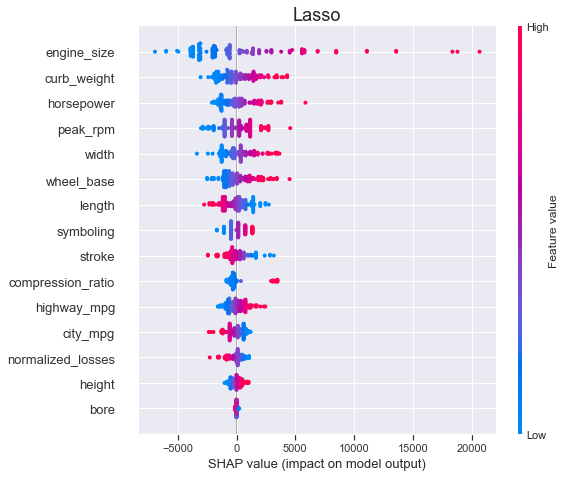 Lasso
High
engine_size
curb_weight
horsepower
peak_rpm
width
wheel_base
length
symboling
stroke
compression_ratio
highway_mpg
city_mpg
normalized_losses
height
bore
Feature value
Low
−5000 0 5000 10000 15000 20000
SHAP value (impact on model output)